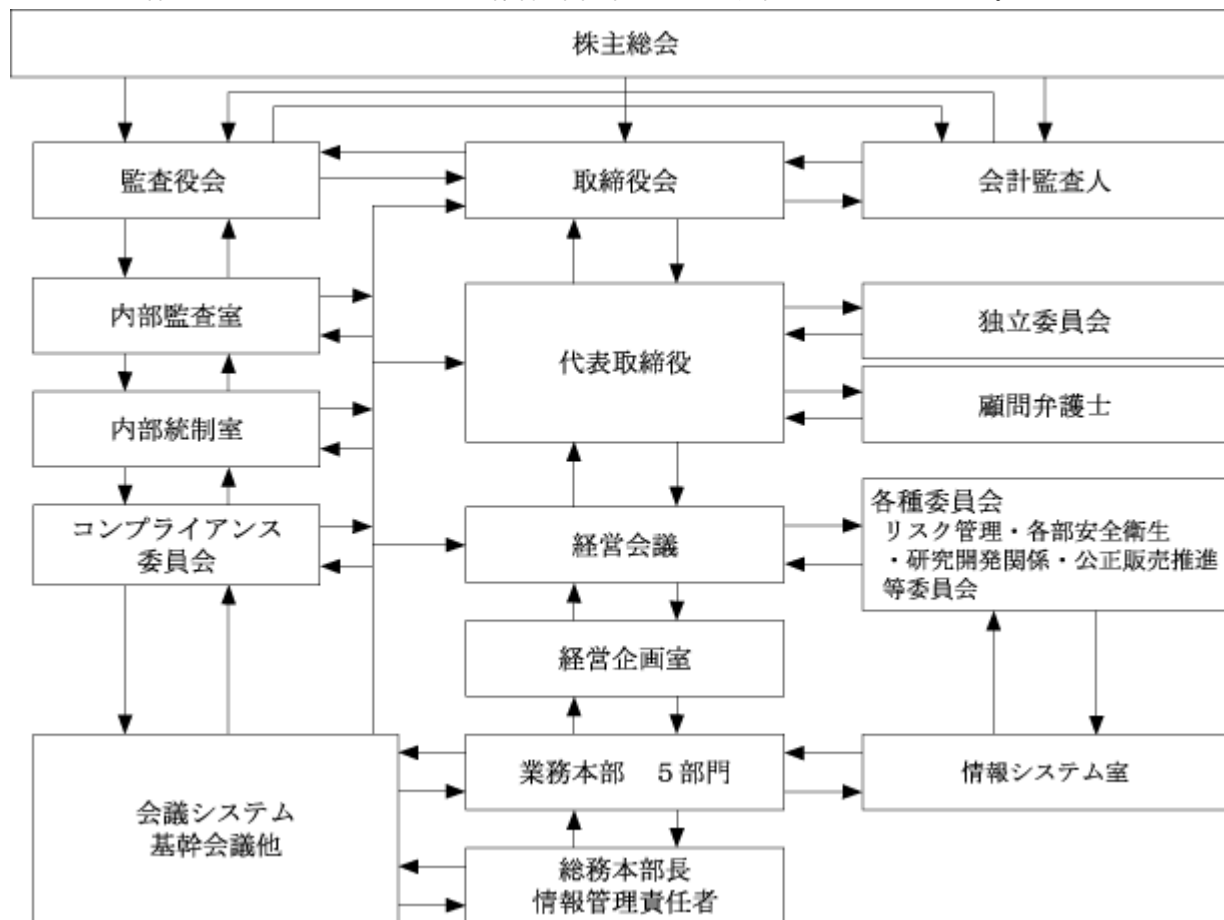 株主総会
監査役会
取締役会
会計監査人
内部監査室
代表取締役
独立委員会
顧問弁護士
内部統制室
コンプライアンス
委員会
経営会議
各種委員会
リスク管理・各部安全衛生
・研究開発関係・公正販売推進
等委員会
経営企画室
会議システム
基幹会議他
業務本部　５部門
情報システム室
総務本部長
情報管理責任者